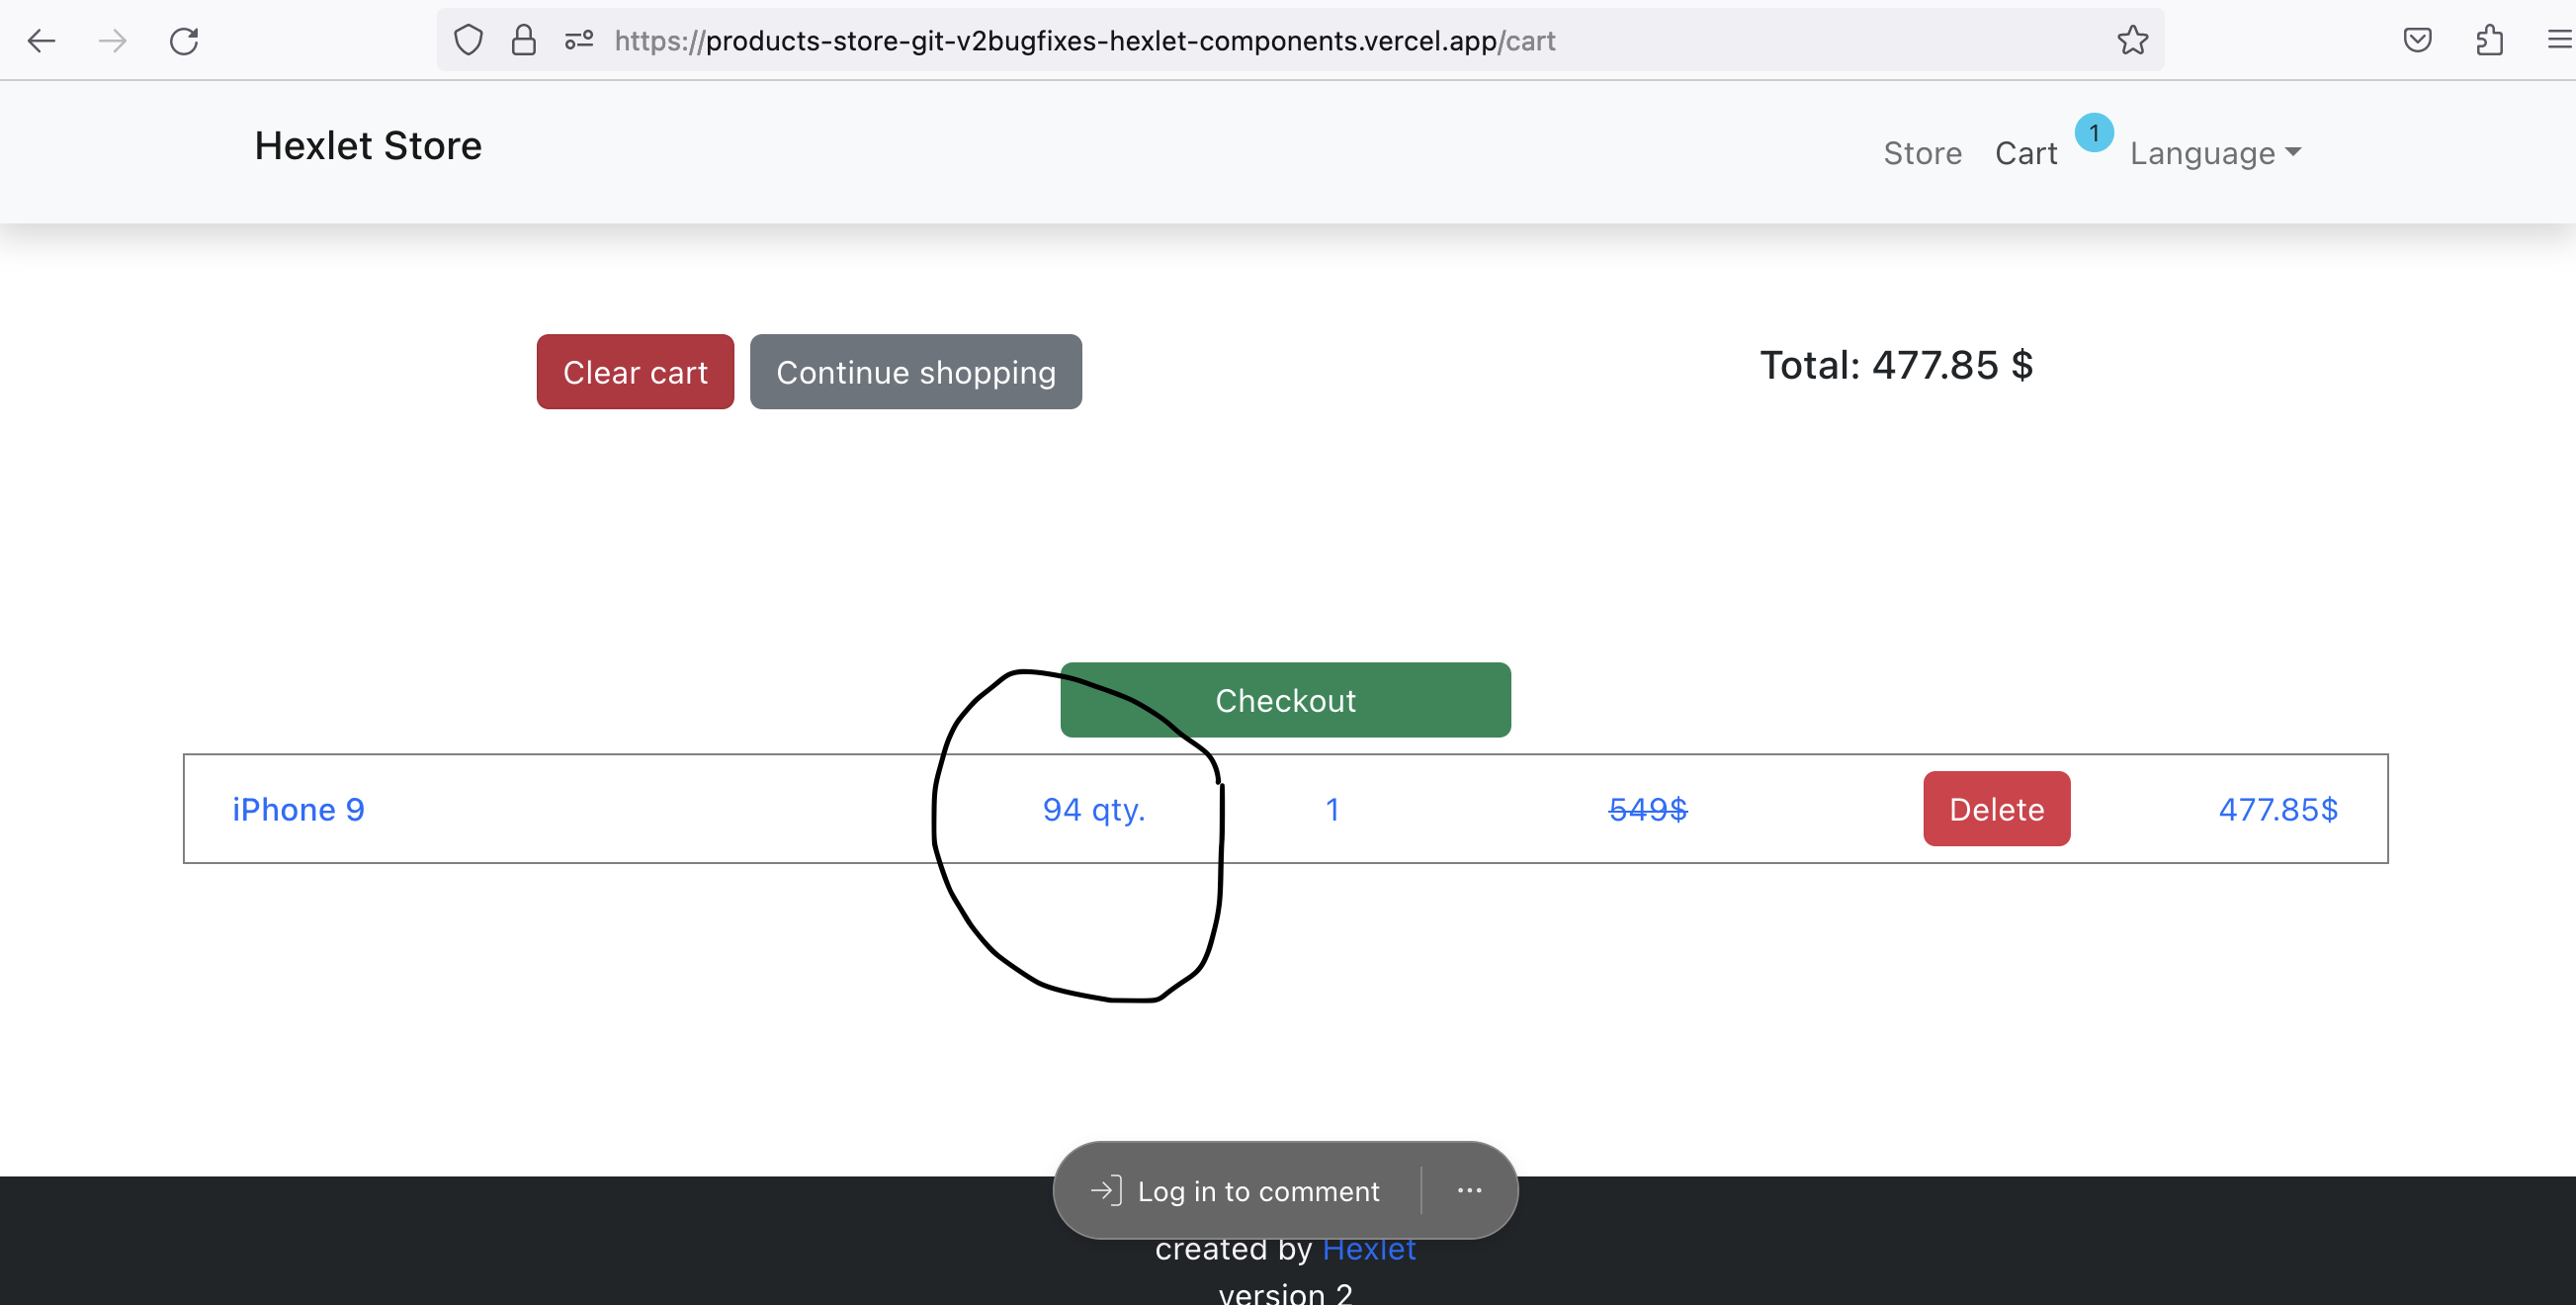 https://products-store-git-v2bugfixes-hexlet-components.vercel.app/cart
Hexlet Store
Store Cart 1 Language
Clear cart Continue shopping Total: 477.85 $
Checkout
iPhone 9 94 qty. 1 549$ Delete 477.85$
Log in to comment
created by Hexlet
version 2